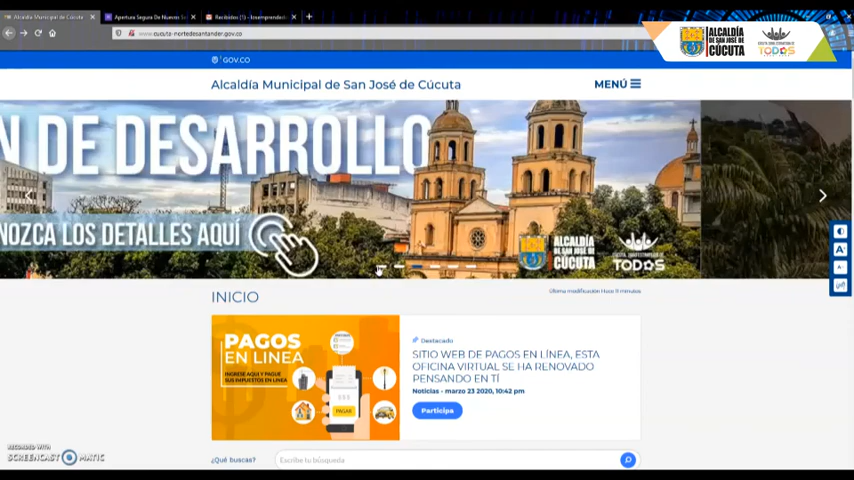 Alcaldía Municipal de Cúcuta
Apertura Segura De Nuevos
Recibidos (1)
www.cucuta-nortedesantander.gov.co
ALCALDÍA
DE SAN JOSÉ DE
CÚCUTA
TODOS
GOV.CO
Alcaldía Municipal de San José de Cúcuta
MENÚ
N DE DESARROLLO
NOZCA LOS DETALLES AQUÍ
ALCALDÍA
DE SAN JOSÉ DE
CÚCUTA
TODOS
A+
A-
INICIO
Última modificación Hace 11 minutos
PAGOS
EN LINEA
INGRESE AQUÍ Y PAGUE
SUS IMPUESTOS EN LINEA
PAGAR
Destacado
SITIO WEB DE PAGOS EN LÍNEA, ESTA
OFICINA VIRTUAL SE HA RENOVADO
PENSANDO EN TÍ
Noticias - marzo 23 2020, 10:42 pm
Participa
¿Qué buscas?
Escribe tu búsqueda
RECORDED WITH
SCREENCAST MATIC